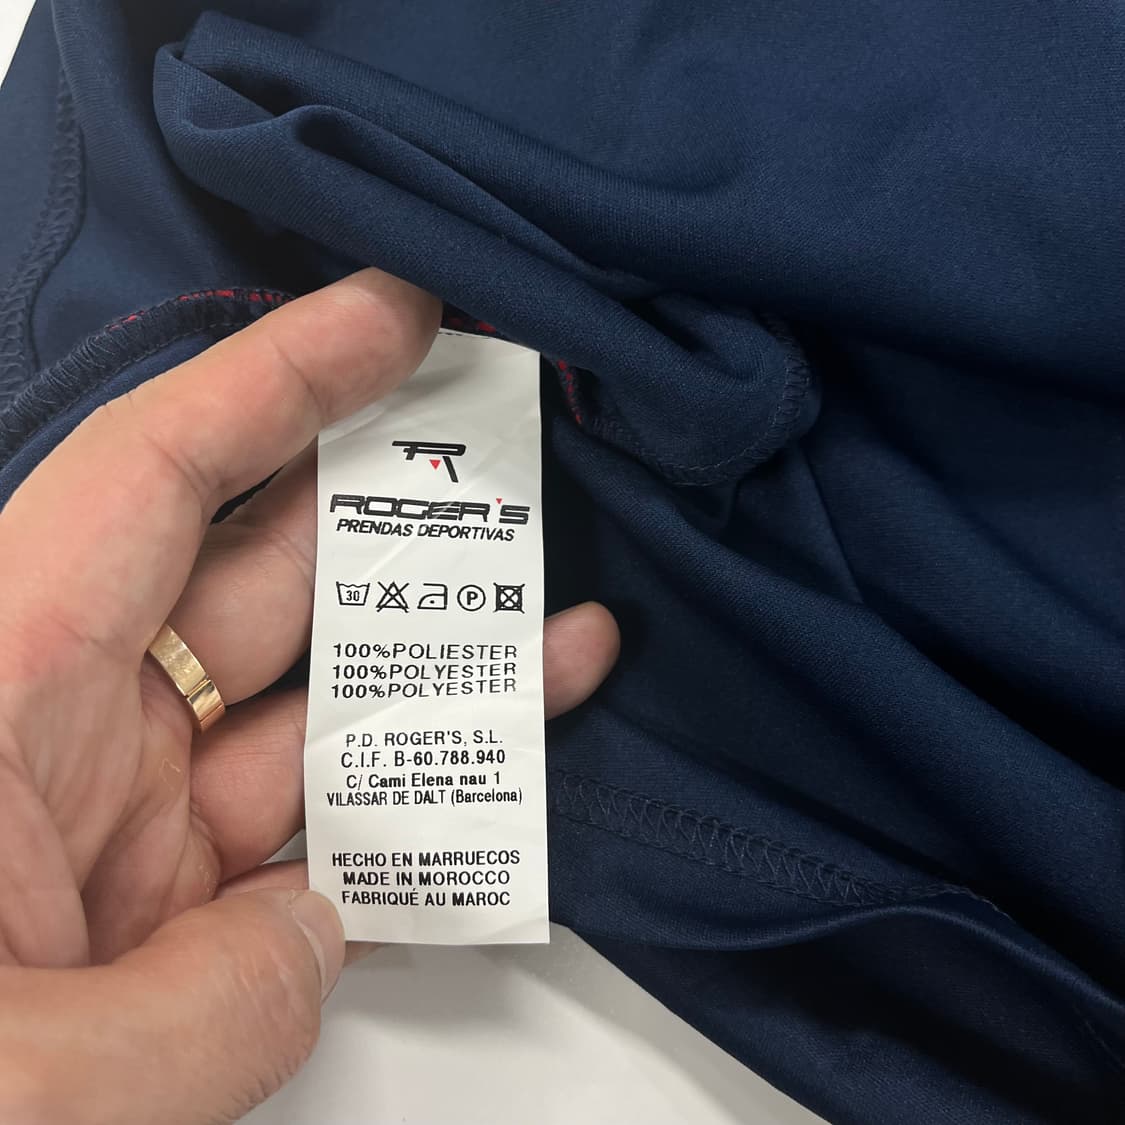 ROGER'S
PRENDAS DEPORTIVAS
30 P
100%POLIESTER
100%POLYESTER
100%POLYESTER
P.D. ROGER'S, S.L.
C.I.F. B-60.788.940
C/ Cami Elena nau 1
VILASSAR DE DALT (Barcelona)
HECHO EN MARRUECOS
MADE IN MOROCCO
FABRIQUÉ AU MAROC